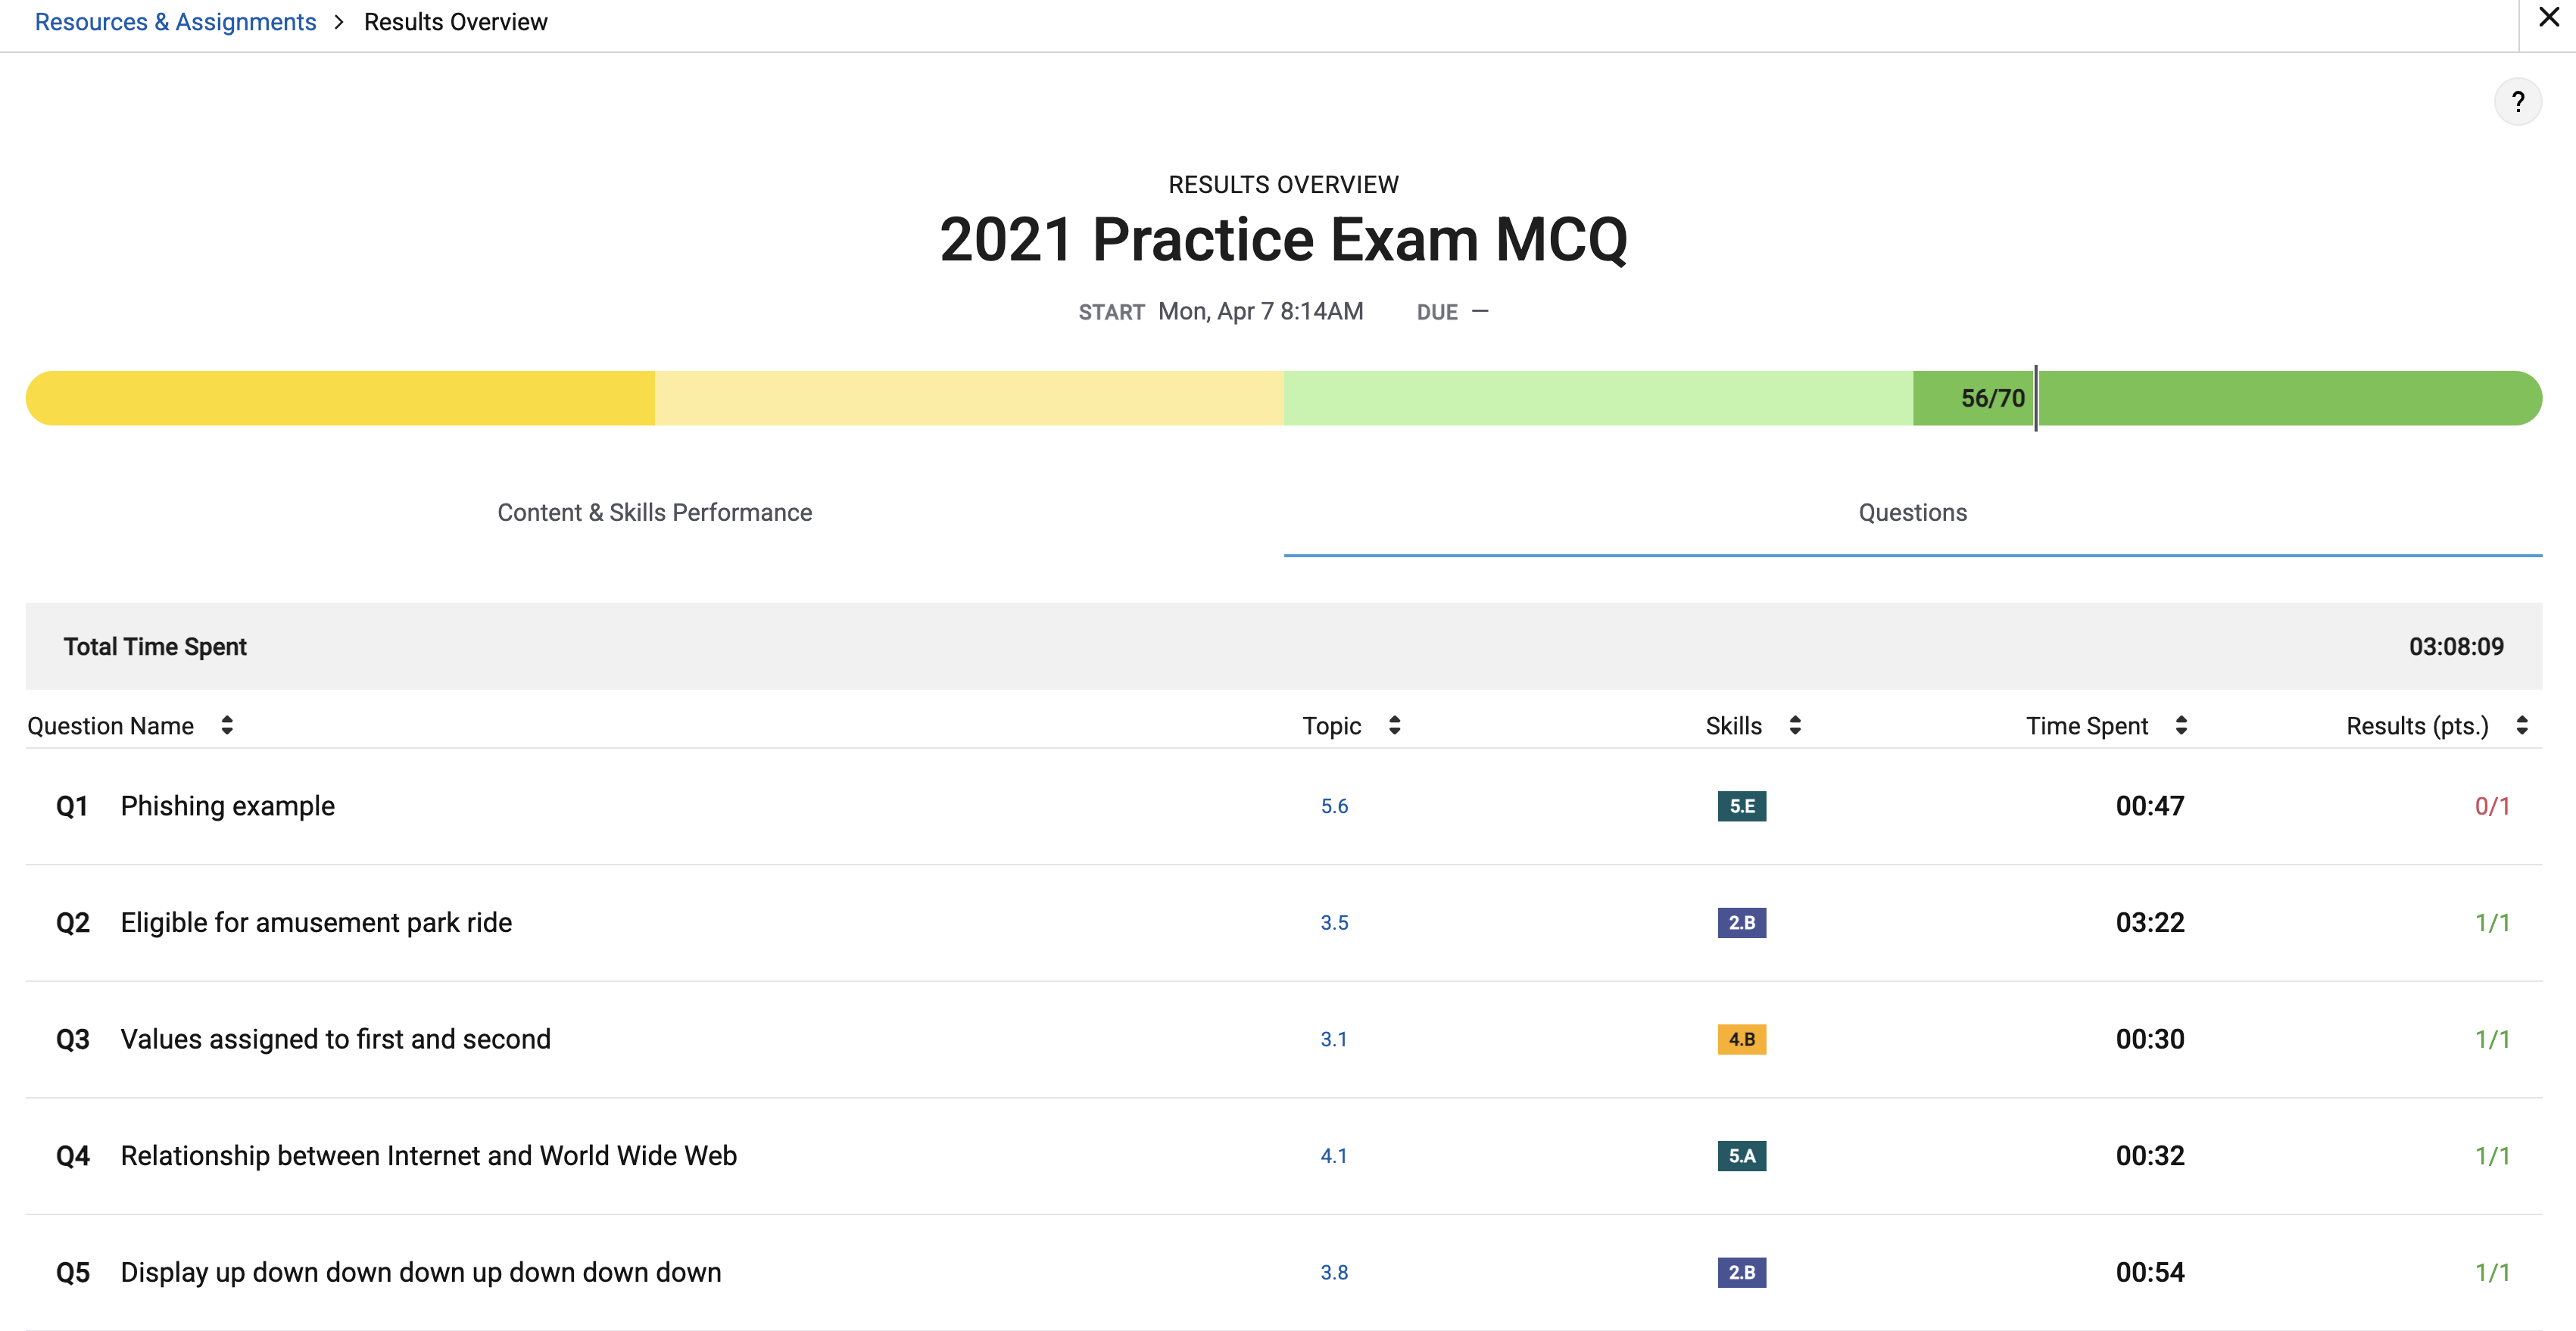 Resources & Assignments > Results Overview
?
RESULTS OVERVIEW
2021 Practice Exam MCQ
START Mon, Apr 7 8:14AM DUE —
56/70
Content & Skills Performance Questions
Total Time Spent 03:08:09
Question Name Topic Skills Time Spent Results (pts.)
Q1 Phishing example 5.6 5.E 00:47 0/1
Q2 Eligible for amusement park ride 3.5 2.B 03:22 1/1
Q3 Values assigned to first and second 3.1 4.B 00:30 1/1
Q4 Relationship between Internet and World Wide Web 4.1 5.A 00:32 1/1
Q5 Display up down down down up down down down 3.8 2.B 00:54 1/1